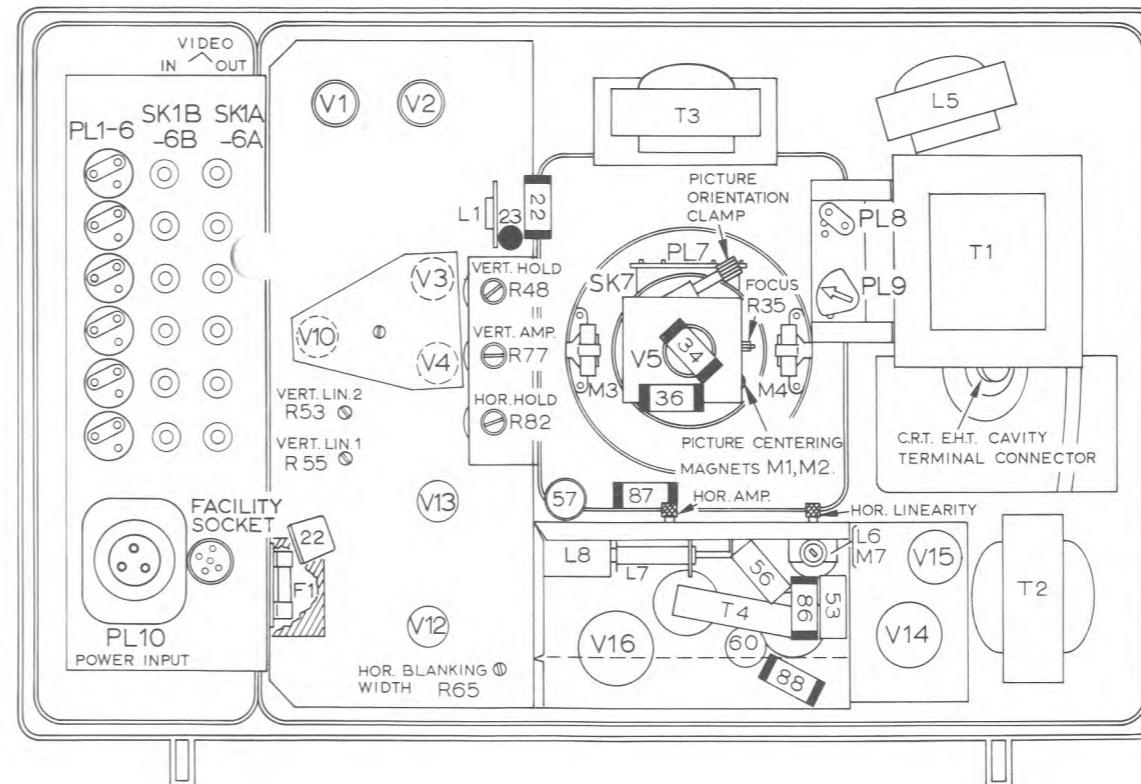 VIDEO
IN OUT
PL1-6
SK1B
-6B
SK1A
-6A
V1
V2
T3
L5
L1
23
22
PICTURE
ORIENTATION
CLAMP
PL7
SK7
PL8
PL9
T1
V3
V10
V4
VERT. HOLD
R48
VERT. AMP.
R77
HOR. HOLD
R82
FOCUS
R35
V5
34
36
M3
M4
VERT. LIN.2
R53
VERT. LIN.1
R55
PICTURE CENTERING
MAGNETS M1,M2.
C.R.T. E.H.T. CAVITY
TERMINAL CONNECTOR
V13
57
87
HOR. AMP.
HOR. LINEARITY
FACILITY
SOCKET
22
F1
L8
L7
56
L6
M7
V15
T2
PL10
POWER INPUT
V12
V16
T4
86
53
60
88
V14
HOR. BLANKING
WIDTH R65